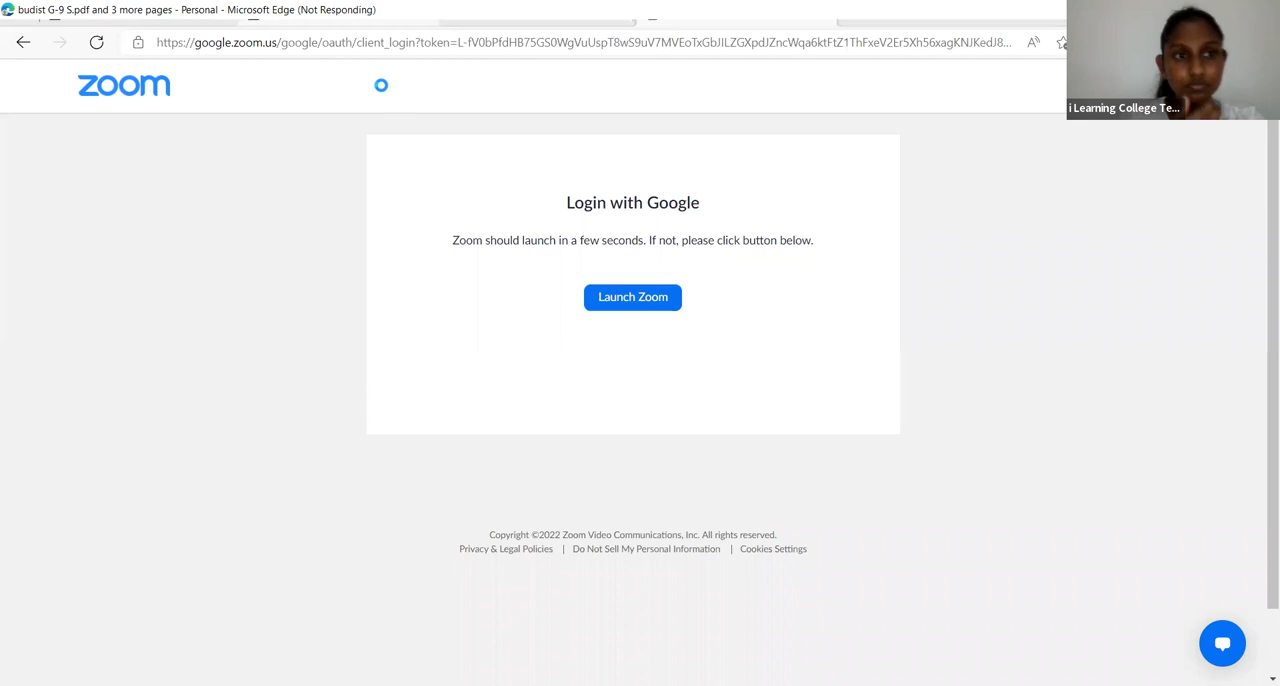 budist G-9 S.pdf and 3 more pages - Personal - Microsoft Edge (Not Responding)
https://google.zoom.us/google/oauth/client_login?token=L-fV0bPfdHB75GS0WgVuUspT8wS9uV7MVEoTxGbJILZGXpdJZncWqa6ktFtZ1ThFxeV2Er5Xh56xagKNJKedJ8...
zoom
i Learning College Te...
Login with Google
Zoom should launch in a few seconds. If not, please click button below.
Launch Zoom
Copyright ©2022 Zoom Video Communications, Inc. All rights reserved.
Privacy & Legal Policies | Do Not Sell My Personal Information | Cookies Settings